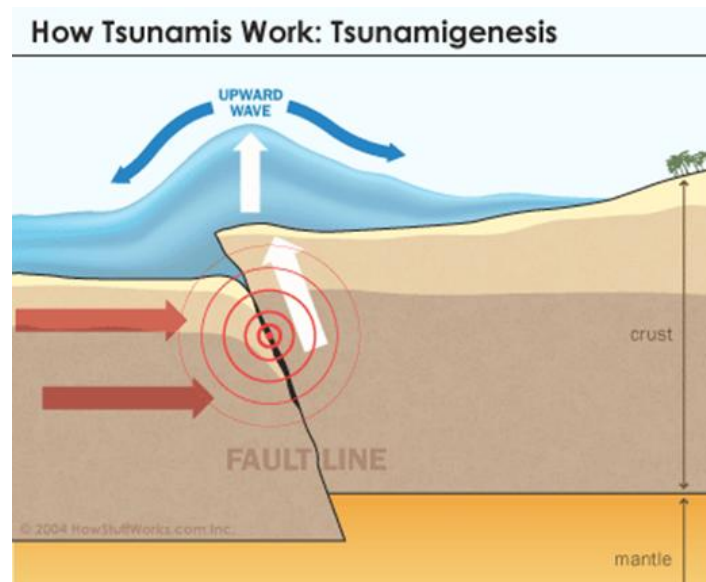 How Tsunamis Work: Tsunamigenesis
UPWARD
WAVE
crust
FAULT LINE
© 2004 HowStuffWorks.com Inc.
mantle